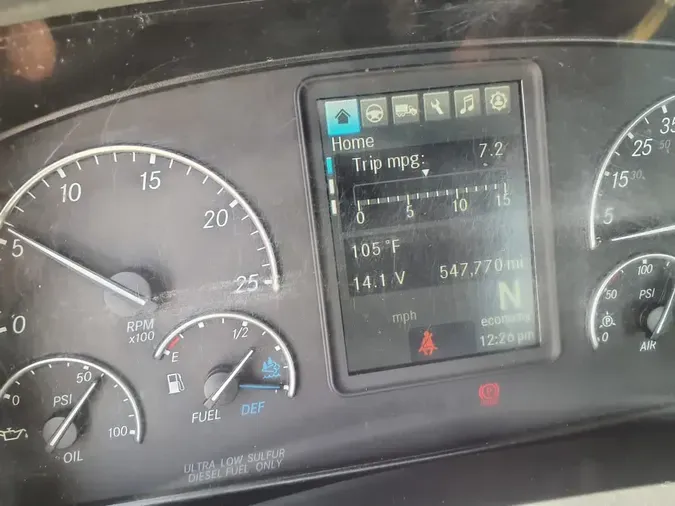 Home
Trip mpg: 7.2
0 5 10 15
105 °F
14.1 V 547,770 mi
N
mph
economy
12:26 pm
0 5 10 15 20 25
RPM
x100
E 1/2
FUEL DEF
0 50 100
PSI
OIL
ULTRA LOW SULFUR
DIESEL FUEL ONLY
5 15 25 35
30 50
0 50 100
PSI
AIR
P
P